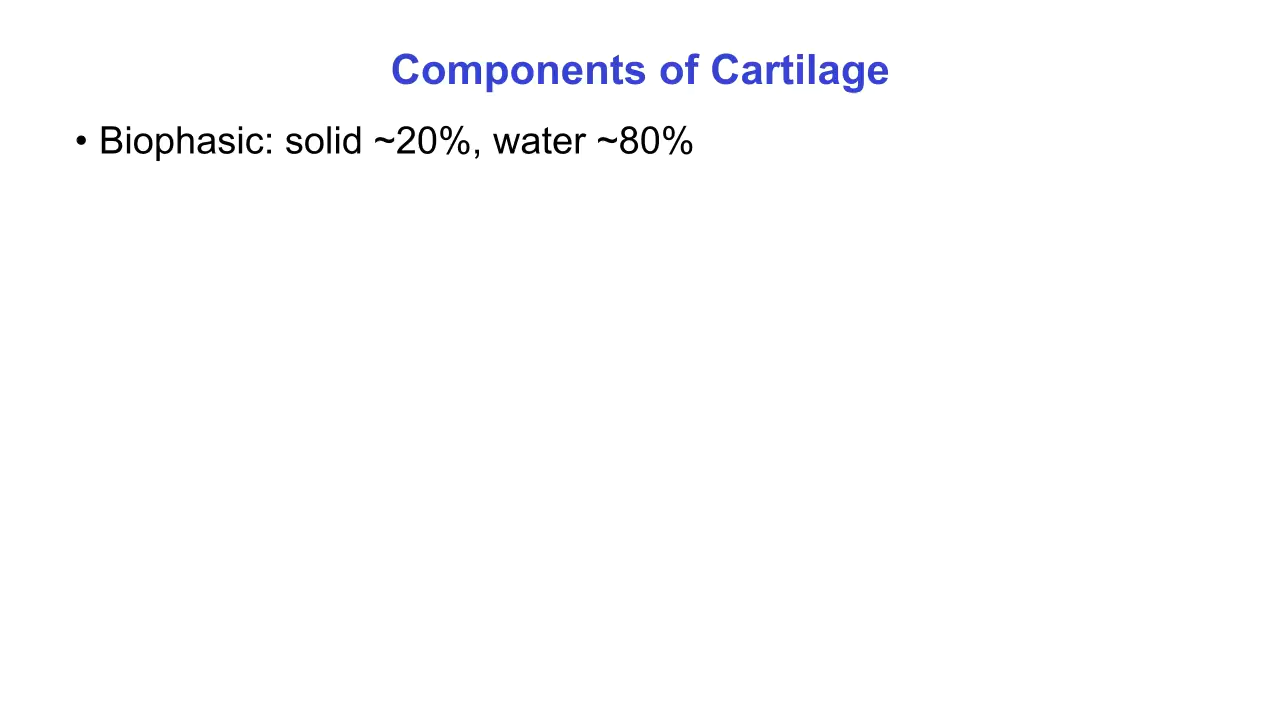 Components of Cartilage
• Biophasic: solid ~20%, water ~80%